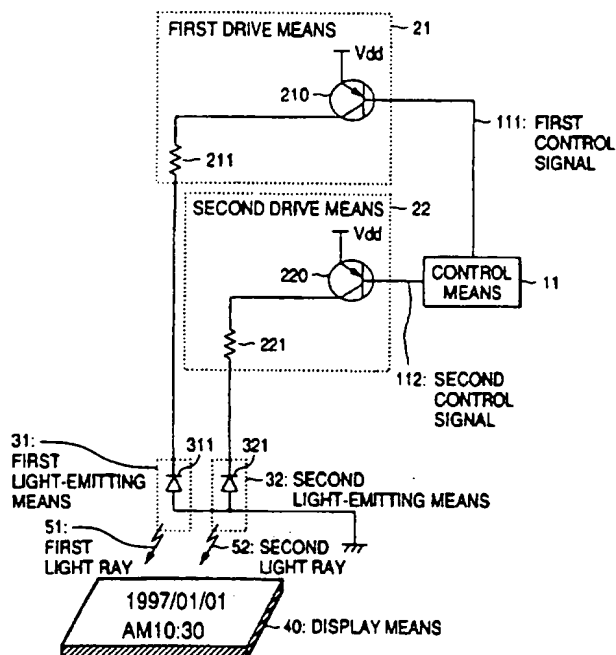 FIRST DRIVE MEANS
21
Vdd
210
211
111: FIRST
CONTROL
SIGNAL
SECOND DRIVE MEANS
22
Vdd
220
CONTROL
MEANS
11
221
112: SECOND
CONTROL
SIGNAL
31:
FIRST
LIGHT-EMITTING
MEANS
311
321
32: SECOND
LIGHT-EMITTING MEANS
51:
FIRST
LIGHT RAY
52: SECOND
LIGHT RAY
1997/01/01
AM10:30
40: DISPLAY MEANS